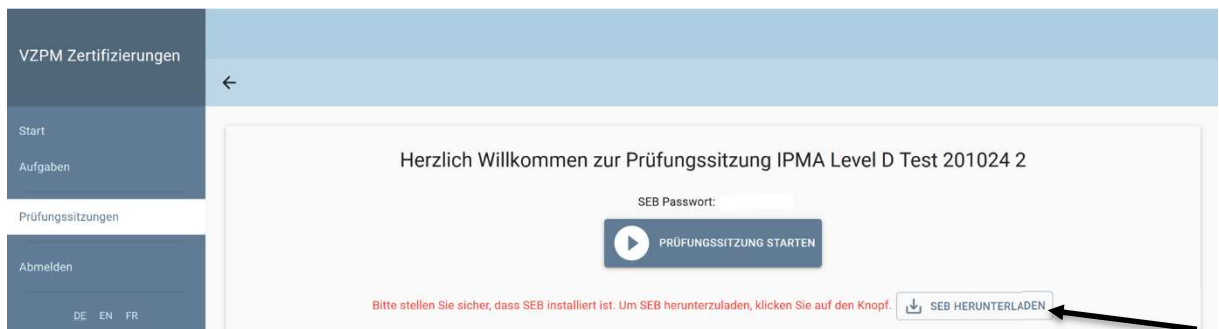 VZPM Zertifizierungen
Start
Aufgaben
Prüfungssitzungen
Abmelden
DE EN FR
Herzlich Willkommen zur Prüfungssitzung IPMA Level D Test 201024 2
SEB Passwort:
PRÜFUNGSSITZUNG STARTEN
Bitte stellen Sie sicher, dass SEB installiert ist. Um SEB herunterzuladen, klicken Sie auf den Knopf. SEB HERUNTERLADEN